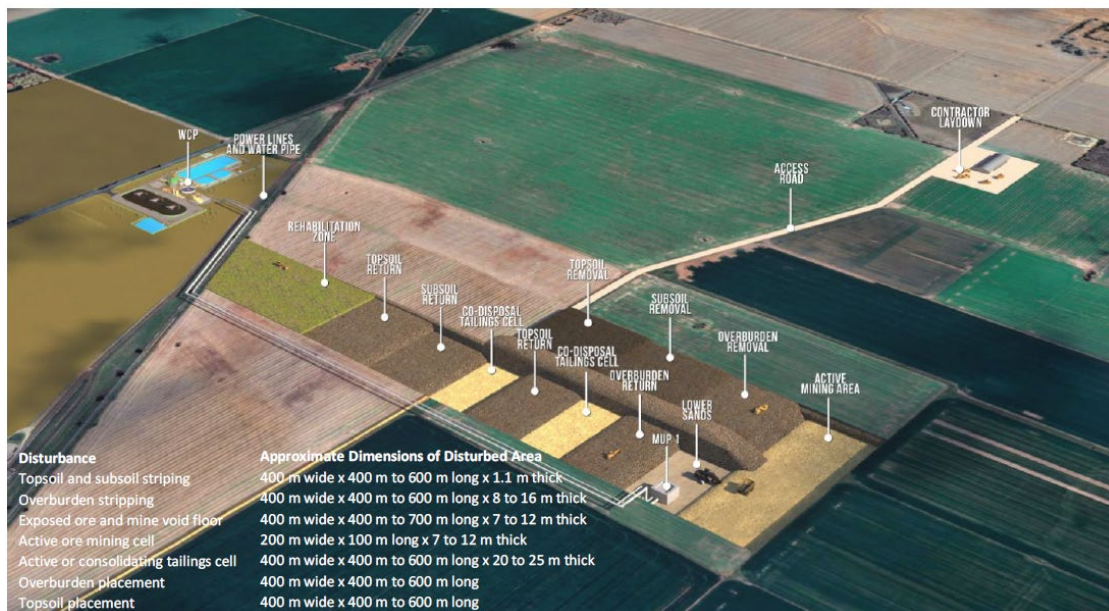 WCP
POWER LINES
AND WATER PIPE
CONTRACTOR
LAYDOWN
ACCESS
ROAD
REHABILITATION
ZONE
TOPSOIL
RETURN
SUBSOIL
RETURN
CO-DISPOSAL
TAILINGS CELL
TOPSOIL
RETURN
CO-DISPOSAL
TAILINGS CELL
OVERBURDEN
RETURN
TOPSOIL
REMOVAL
SUBSOIL
REMOVAL
OVERBURDEN
REMOVAL
ACTIVE
MINING AREA
LOWER
SANDS
MUP 1
Disturbance Approximate Dimensions of Disturbed Area
Topsoil and subsoil striping 400 m wide x 400 m to 600 m long x 1.1 m thick
Overburden stripping 400 m wide x 400 m to 600 m long x 8 to 16 m thick
Exposed ore and mine void floor 400 m wide x 400 m to 700 m long x 7 to 12 m thick
Active ore mining cell 200 m wide x 100 m long x 7 to 12 m thick
Active or consolidating tailings cell 400 m wide x 400 m to 600 m long x 20 to 25 m thick
Overburden placement 400 m wide x 400 m to 600 m long
Topsoil placement 400 m wide x 400 m to 600 m long